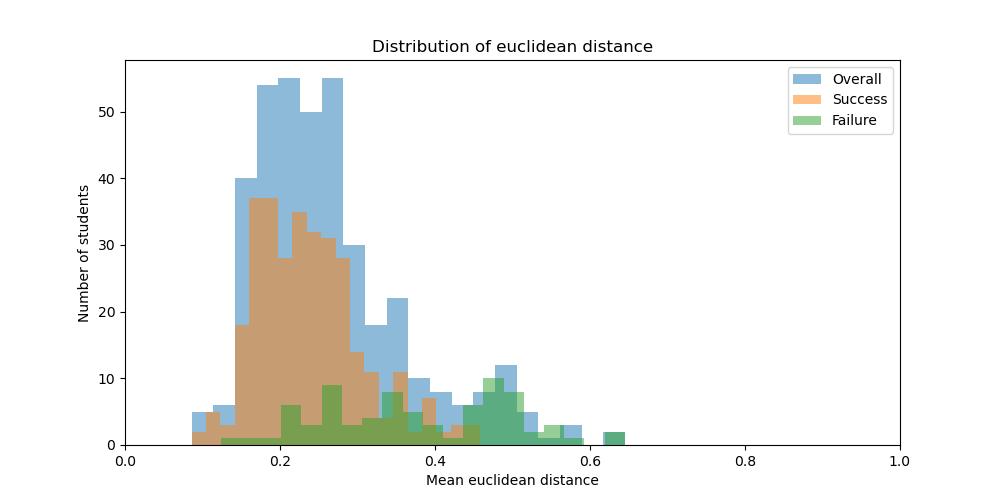 Distribution of euclidean distance
Overall
Success
Failure
50
40
30
20
10
0
Number of students
0.0
0.2
0.4
0.6
0.8
1.0
Mean euclidean distance